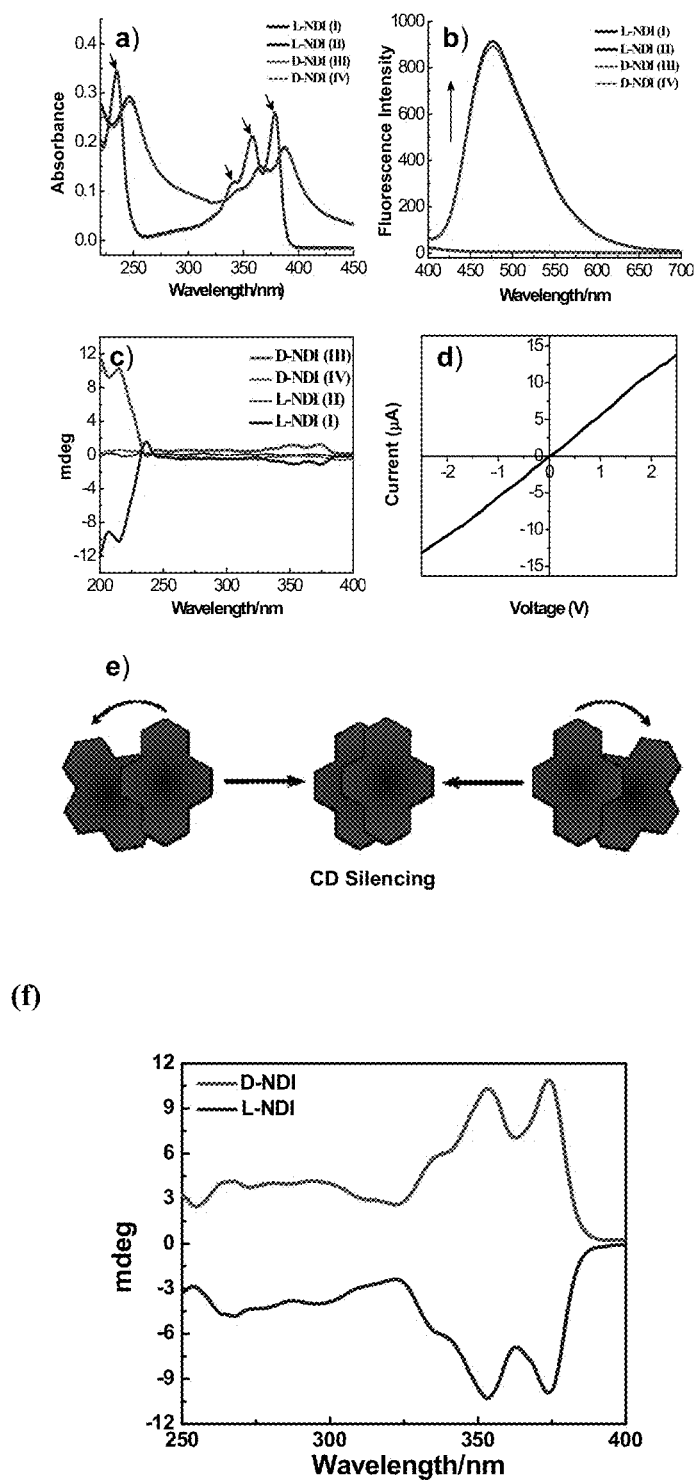 a)
L-NDI (I)
L-NDI (II)
D-NDI (III)
D-NDI (IV)
0.4
0.3
0.2
0.1
0.0
Absorbance
250 300 350 400 450
Wavelength/nm)
b)
L-NDI (I)
L-NDI (II)
D-NDI (III)
D-NDI (IV)
1000
800
600
400
200
0
Fluorescence Intensity
400 450 500 550 600 650 700
Wavelength/nm
c)
D-NDI (III)
D-NDI (IV)
L-NDI (II)
L-NDI (I)
12
8
4
0
-4
-8
-12
mdeg
200 250 300 350 400
Wavelength/nm
d)
15
10
5
0
-5
-10
-15
-2 -1 0 1 2
Current (μA)
Voltage (V)
e)
CD Silencing
(f)
D-NDI
L-NDI
12
9
6
3
0
-3
-6
-9
-12
mdeg
250 300 350 400
Wavelength/nm